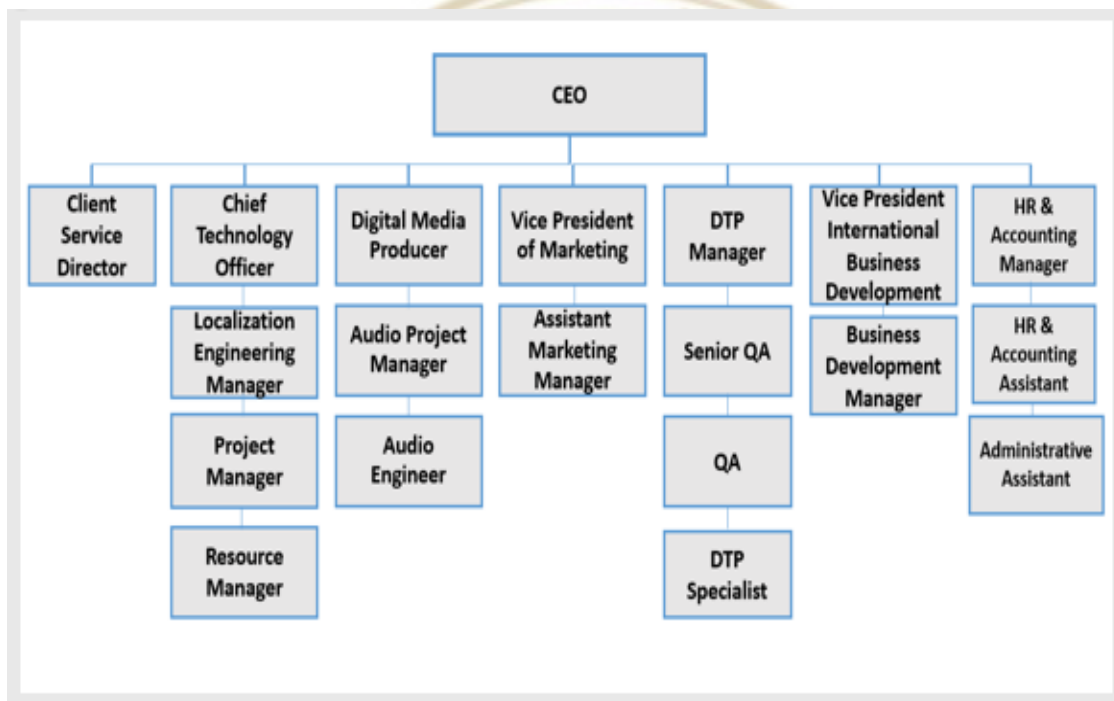 CEO
Client
Service
Director
Chief
Technology
Officer
Digital Media
Producer
Vice President
of Marketing
DTP
Manager
Vice President
International
Business
Development
HR &
Accounting
Manager
Localization
Engineering
Manager
Audio Project
Manager
Assistant
Marketing
Manager
Senior QA
Business
Development
Manager
HR &
Accounting
Assistant
Project
Manager
Audio
Engineer
QA
Administrative
Assistant
Resource
Manager
DTP
Specialist